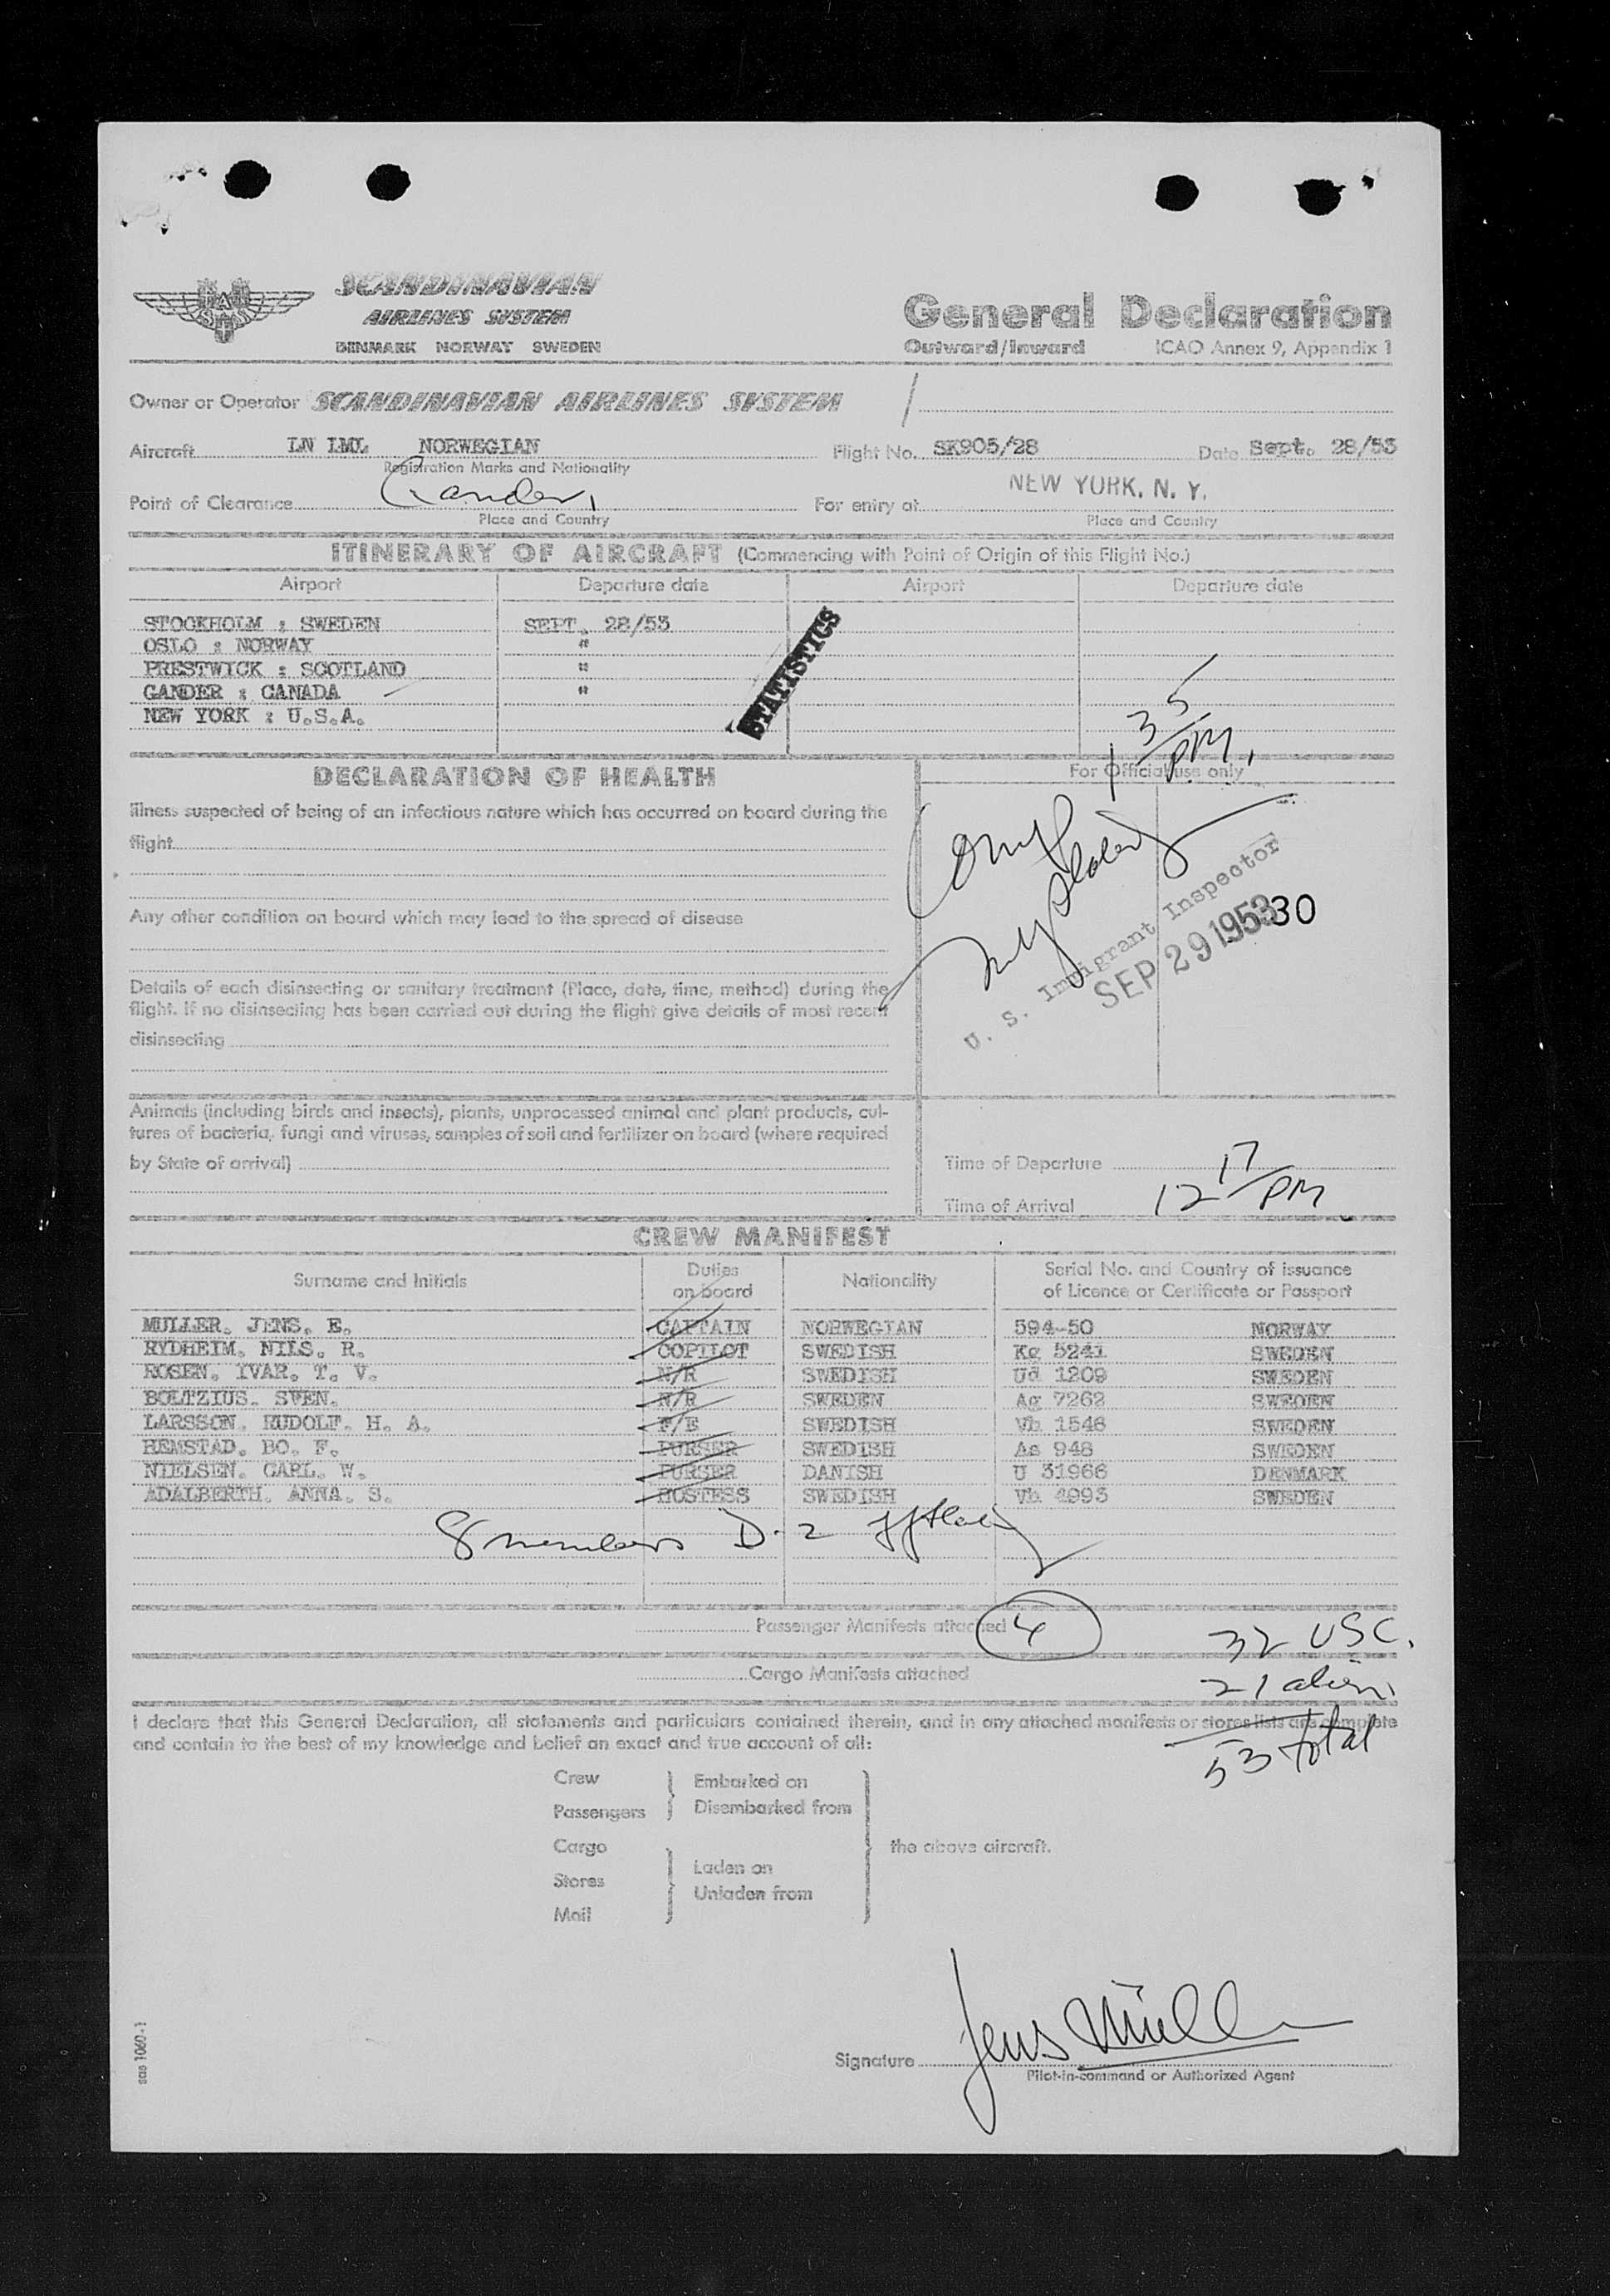 SCANDINAVIAN
AIRLINES SYSTEM
DENMARK NORWAY SWEDEN
General Declaration
Outward/Inward ICAO Annex 9, Appendix 1
Owner or Operator SCANDINAVIAN AIRLINES SYSTEM
Aircraft LN LML NORWEGIAN Flight No. SK905/28 Date Sept. 28/53
Registration Marks and Nationality
Point of Clearance Gander, For entry at NEW YORK, N. Y.
Place and Country Place and Country
ITINERARY OF AIRCRAFT (Commencing with Point of Origin of this Flight No.)
Airport Departure date Airport Departure date
STOCKHOLM : SWEDEN SEPT. 28/53
OSLO : NORWAY "
PRESTWICK : SCOTLAND "
GANDER : CANADA "
NEW YORK : U.S.A.
STATISTICS
1 35 PM.
DECLARATION OF HEALTH
For Official use only
Illness suspected of being of an infectious nature which has occurred on board during the
flight
Any other condition on board which may lead to the spread of disease
U. S. Immigrant Inspector
SEP 29 1953
30
Details of each disinsecting or sanitary treatment (Place, date, time, method) during the
flight. If no disinsecting has been carried out during the flight give details of most recent
disinsecting
Animals (including birds and insects), plants, unprocessed animal and plant products, cul-
tures of bacteria, fungi and viruses, samples of soil and fertilizer on board (where required
by State of arrival)
Time of Departure
Time of Arrival 12 17 PM
CREW MANIFEST
Surname and Initials Duties on board Nationality Serial No. and Country of issuance of Licence or Certificate or Passport
MULLER. JENS. E. CAPTAIN NORWEGIAN 594-50 NORWAY
RYDHEIM. NILS. R. COPILOT SWEDISH Kg 5241 SWEDEN
ROSEN. IVAR. T. V. N/R SWEDISH Ud 1209 SWEDEN
BOLTZIUS. SVEN. N/R SWEDEN Ag 7262 SWEDEN
LARSSON. RUDOLF. H. A. F/E SWEDISH Vb 1546 SWEDEN
REMSTAD. BO. F. PURSER SWEDISH As 948 SWEDEN
NIELSEN. CARL. W. PURSER DANISH U 31966 DENMARK
ADALBERTH. ANNA. S. HOSTESS SWEDISH Vb 4993 SWEDEN
8 members D-2
Passenger Manifests attached 4
32 USC.
Cargo Manifests attached
21 alien
53 total
I declare that this General Declaration, all statements and particulars contained therein, and in any attached manifests or stores lists are complete
and contain to the best of my knowledge and belief an exact and true account of all:
Crew Embarked on
Passengers Disembarked from
Cargo the above aircraft.
Stores Laden on
Unladen from
Mail
Signature Jens Müller
Pilot-in-command or Authorized Agent
sas 1060-1